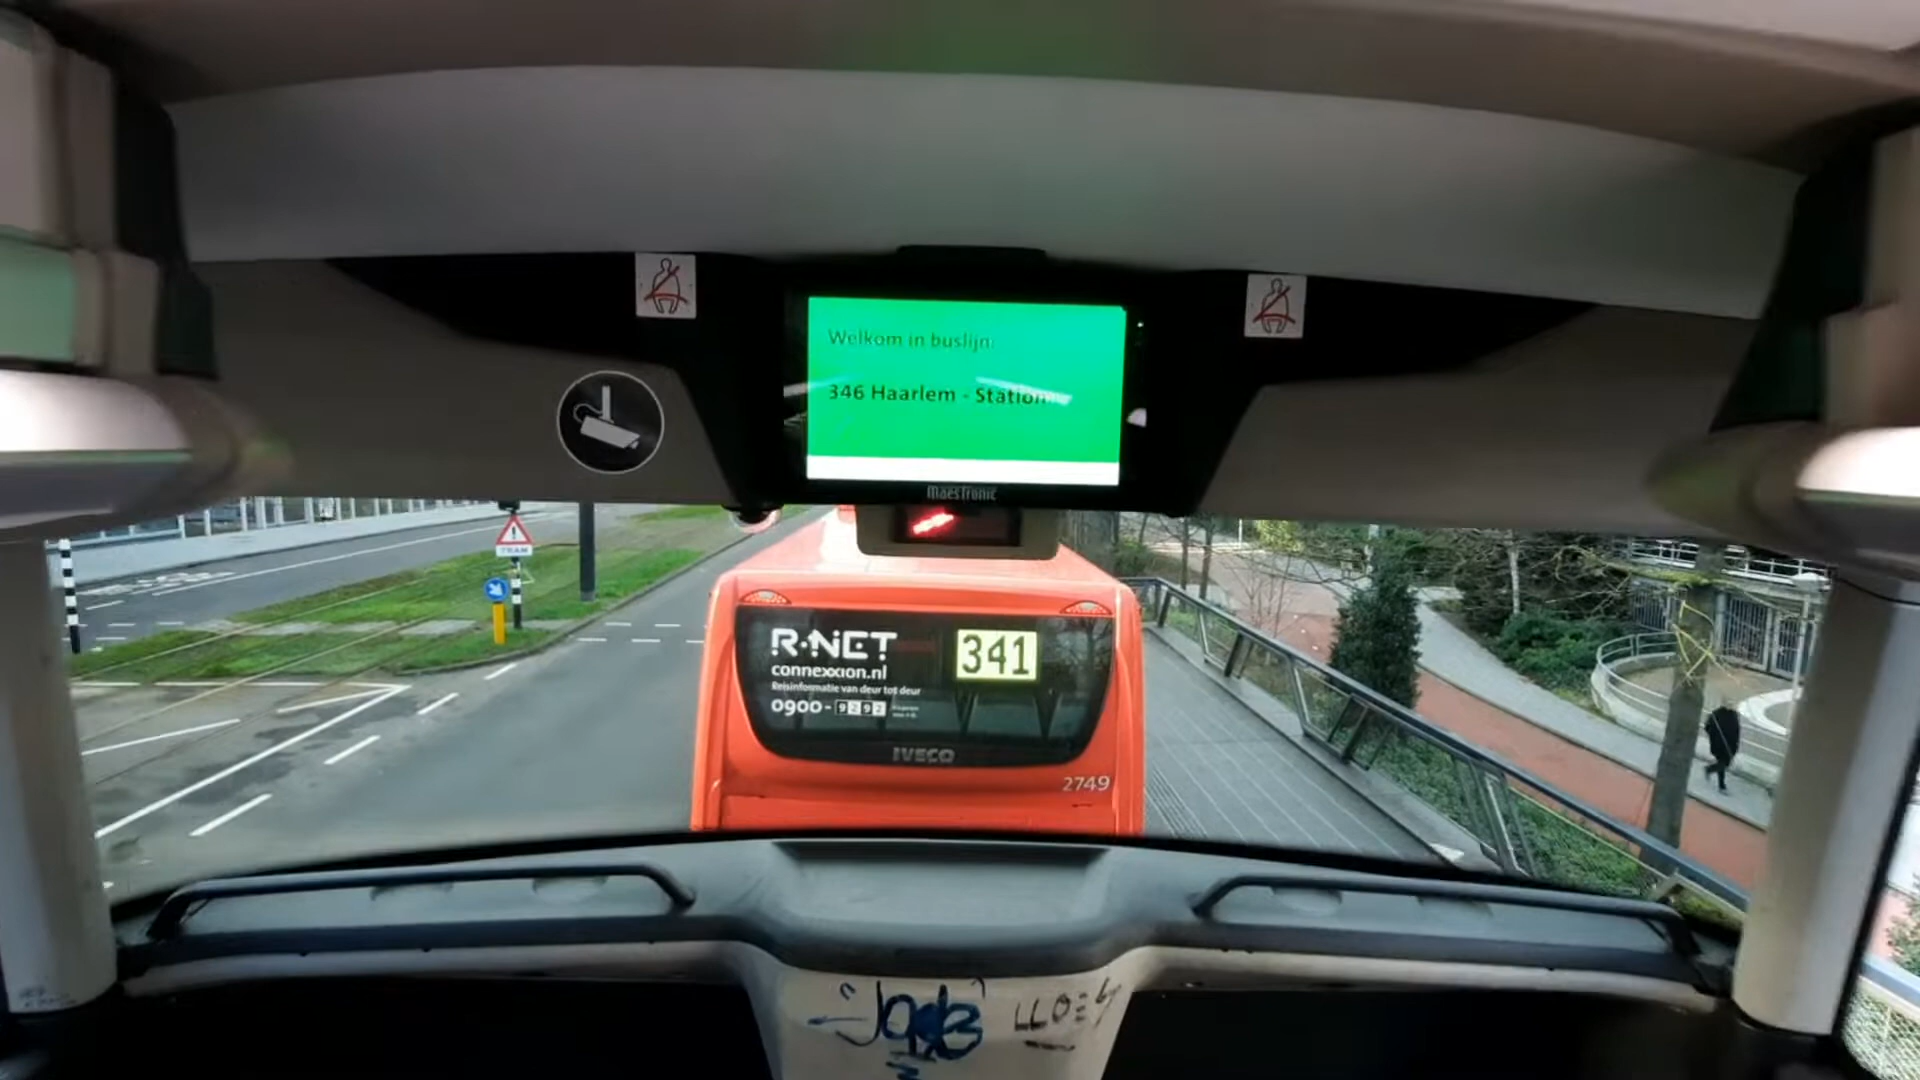 Welkom in buslijn:
346 Haarlem - Station
maestronic
TRAM
R·NET
connexxion.nl
Reisinformatie van deur tot deur
0900-9292
341
IVECO
2749